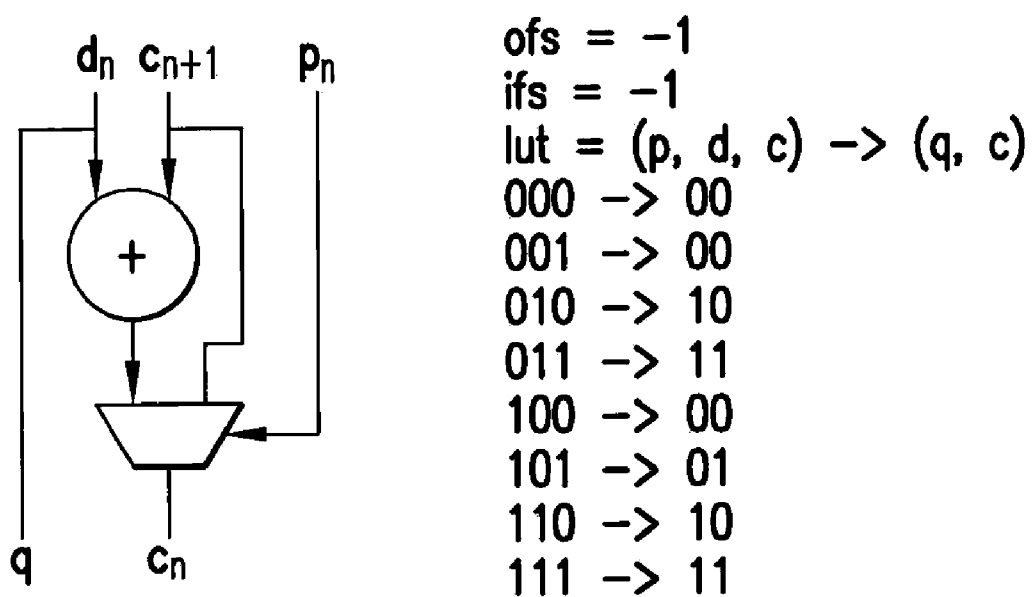 dn cn+1 pn
+
q cn
ofs = -1
ifs = -1
lut = (p, d, c) -> (q, c)
000 -> 00
001 -> 00
010 -> 10
011 -> 11
100 -> 00
101 -> 01
110 -> 10
111 -> 11